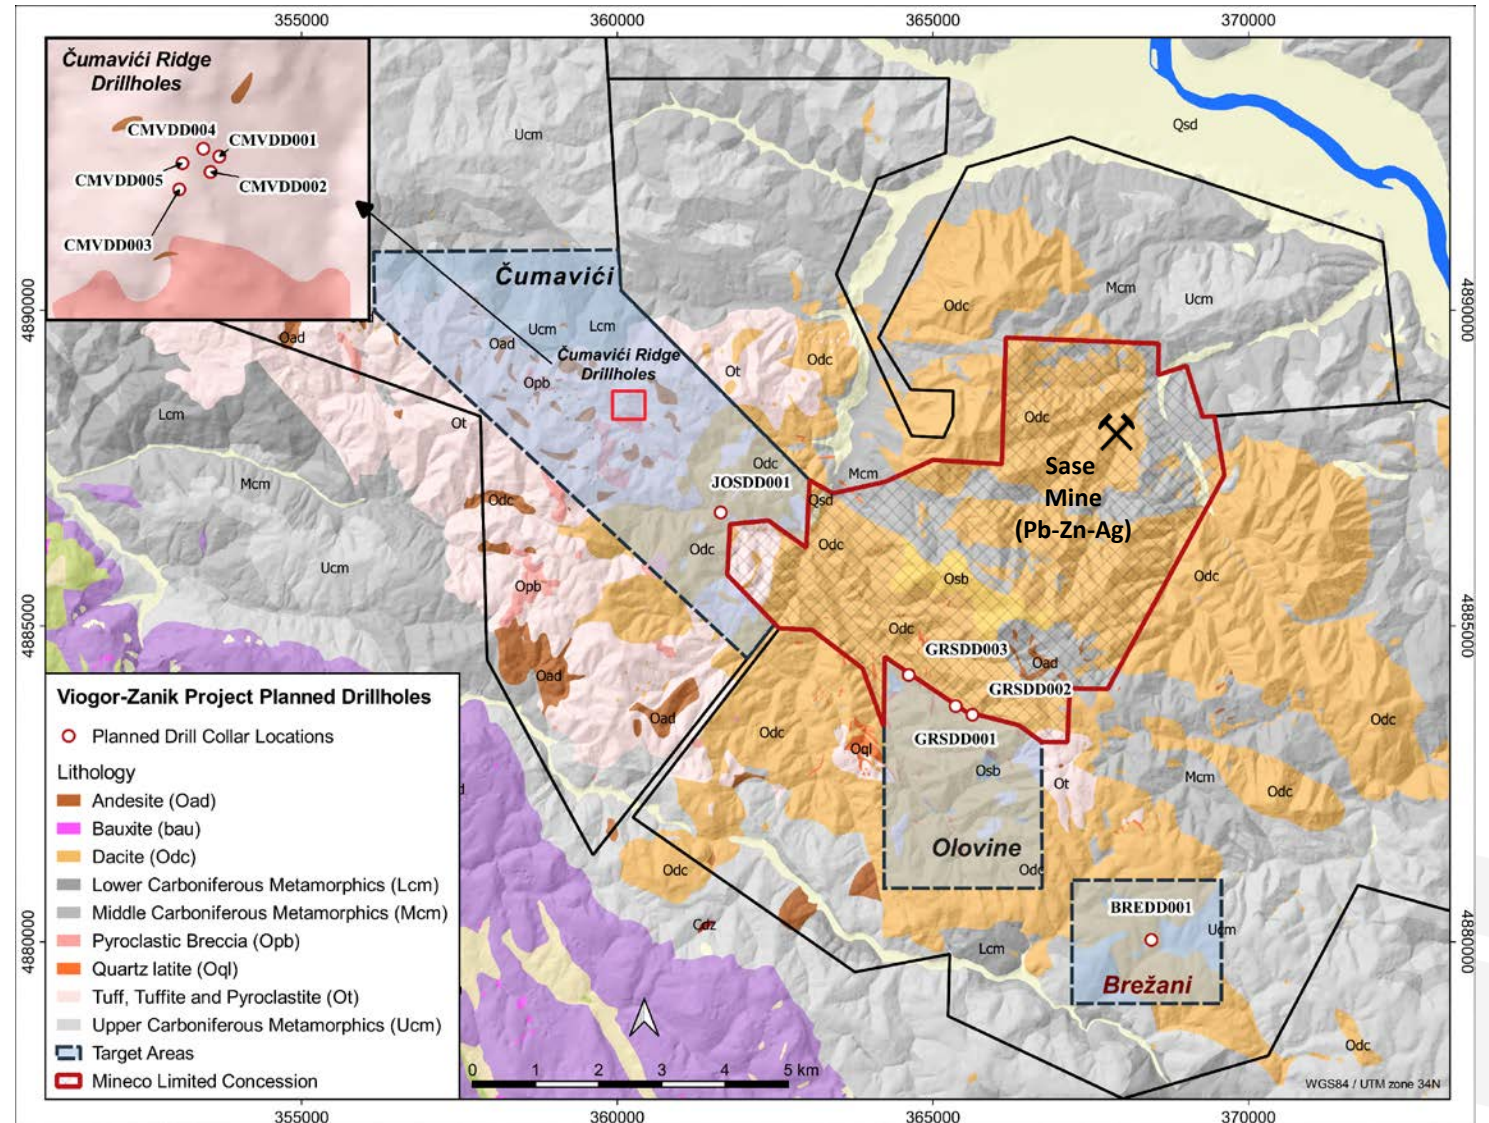 355000
360000
365000
370000
Čumavići Ridge
Drillholes
CMVDD004
CMVDD001
CMVDD005
CMVDD002
CMVDD003
Ucm
Qsd
4890000
4890000
Čumavići
Odc
Mcm
Ucm
Ucm
Lcm
Oad
Oad
Čumavići Ridge
Drillholes
Odc
Ot
Opb
Lcm
Ot
Odc
Odc
Sase
Mine
(Pb-Zn-Ag)
Mcm
JOSDD001
Mcm
Odc
Qsd
Odc
Odc
Ucm
Opb
Osb
Odc
4885000
4885000
Odc
GRSDD003
Oad
GRSDD002
Oad
Oad
Odc
GRSDD001
Odc
Oql
Osb
Ot
Mcm
Odc
Olovine
Odc
Odc
BREDD001
Ucm
Cdz
Lcm
4880000
4880000
Brežani
Odc
Viogor-Zanik Project Planned Drillholes
Planned Drill Collar Locations
Lithology
Andesite (Oad)
Bauxite (bau)
Dacite (Odc)
Lower Carboniferous Metamorphics (Lcm)
Middle Carboniferous Metamorphics (Mcm)
Pyroclastic Breccia (Opb)
Quartz latite (Oql)
Tuff, Tuffite and Pyroclastite (Ot)
Upper Carboniferous Metamorphics (Ucm)
Target Areas
Mineco Limited Concession
0 1 2 3 4 5 km
WGS84 / UTM zone 34N
355000
360000
365000
370000